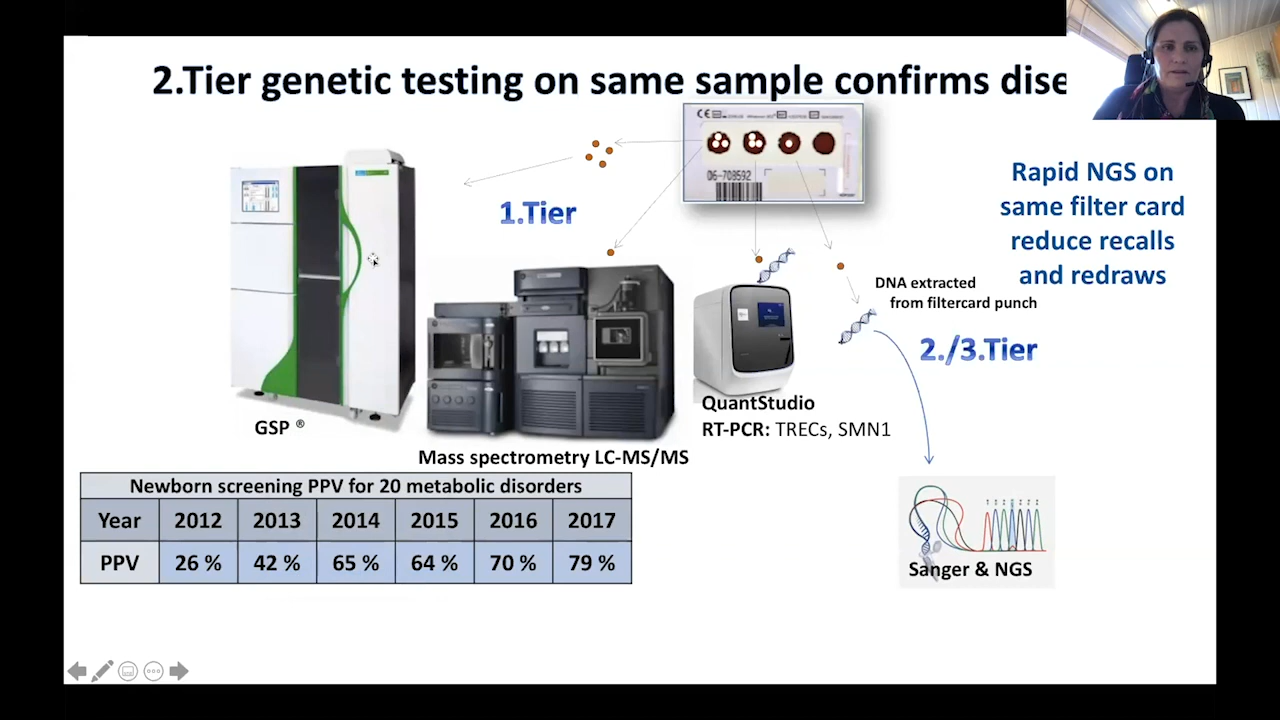 2.Tier genetic testing on same sample confirms dise
06-708592
Rapid NGS on
same filter card
reduce recalls
and redraws
1.Tier
DNA extracted
from filtercard punch
2./3.Tier
GSP ®
QuantStudio
RT-PCR: TRECs, SMN1
Mass spectrometry LC-MS/MS
Newborn screening PPV for 20 metabolic disorders
Year 2012 2013 2014 2015 2016 2017
PPV 26 % 42 % 65 % 64 % 70 % 79 %
Sanger & NGS